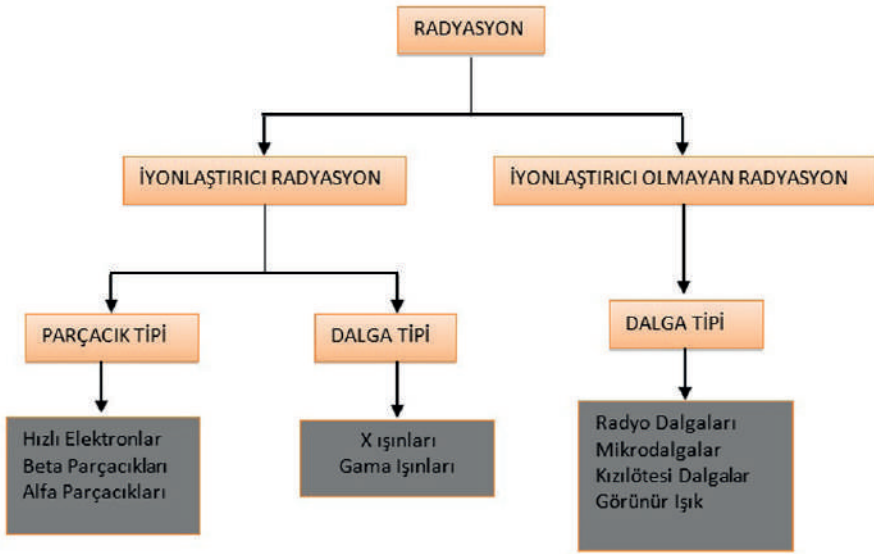 RADYASYON
İYONLAŞTIRICI RADYASYON
İYONLAŞTIRICI OLMAYAN RADYASYON
PARÇACIK TİPİ
DALGA TİPİ
DALGA TİPİ
Hızlı Elektronlar
Beta Parçacıkları
Alfa Parçacıkları
X ışınları
Gama Işınları
Radyo Dalgaları
Mikrodalgalar
Kızılötesi Dalgalar
Görünür Işık